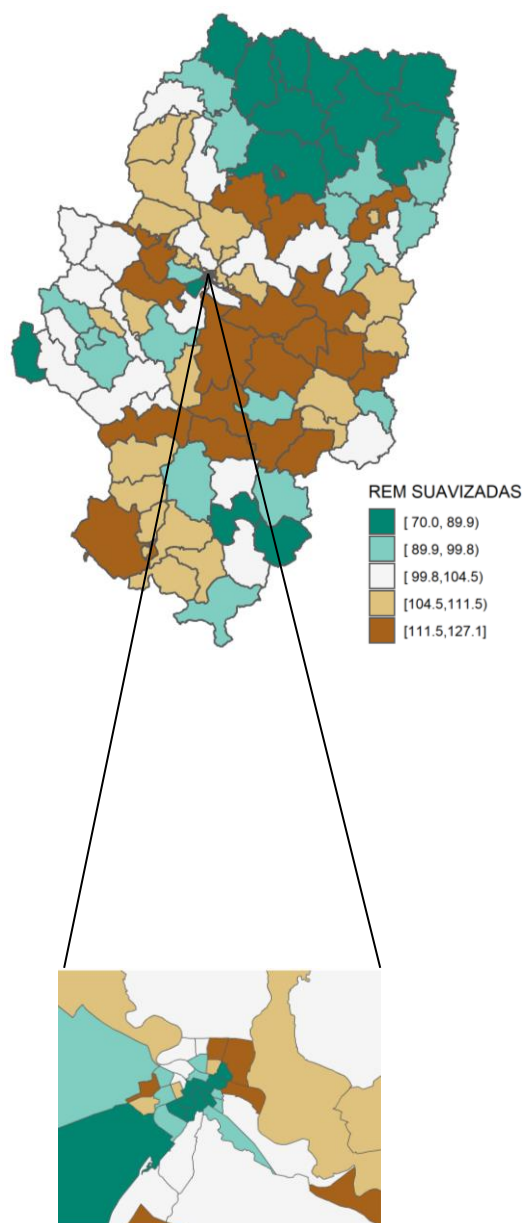 REM SUAVIZADAS
[ 70.0, 89.9)
[ 89.9, 99.8)
[ 99.8,104.5)
[104.5,111.5)
[111.5,127.1]